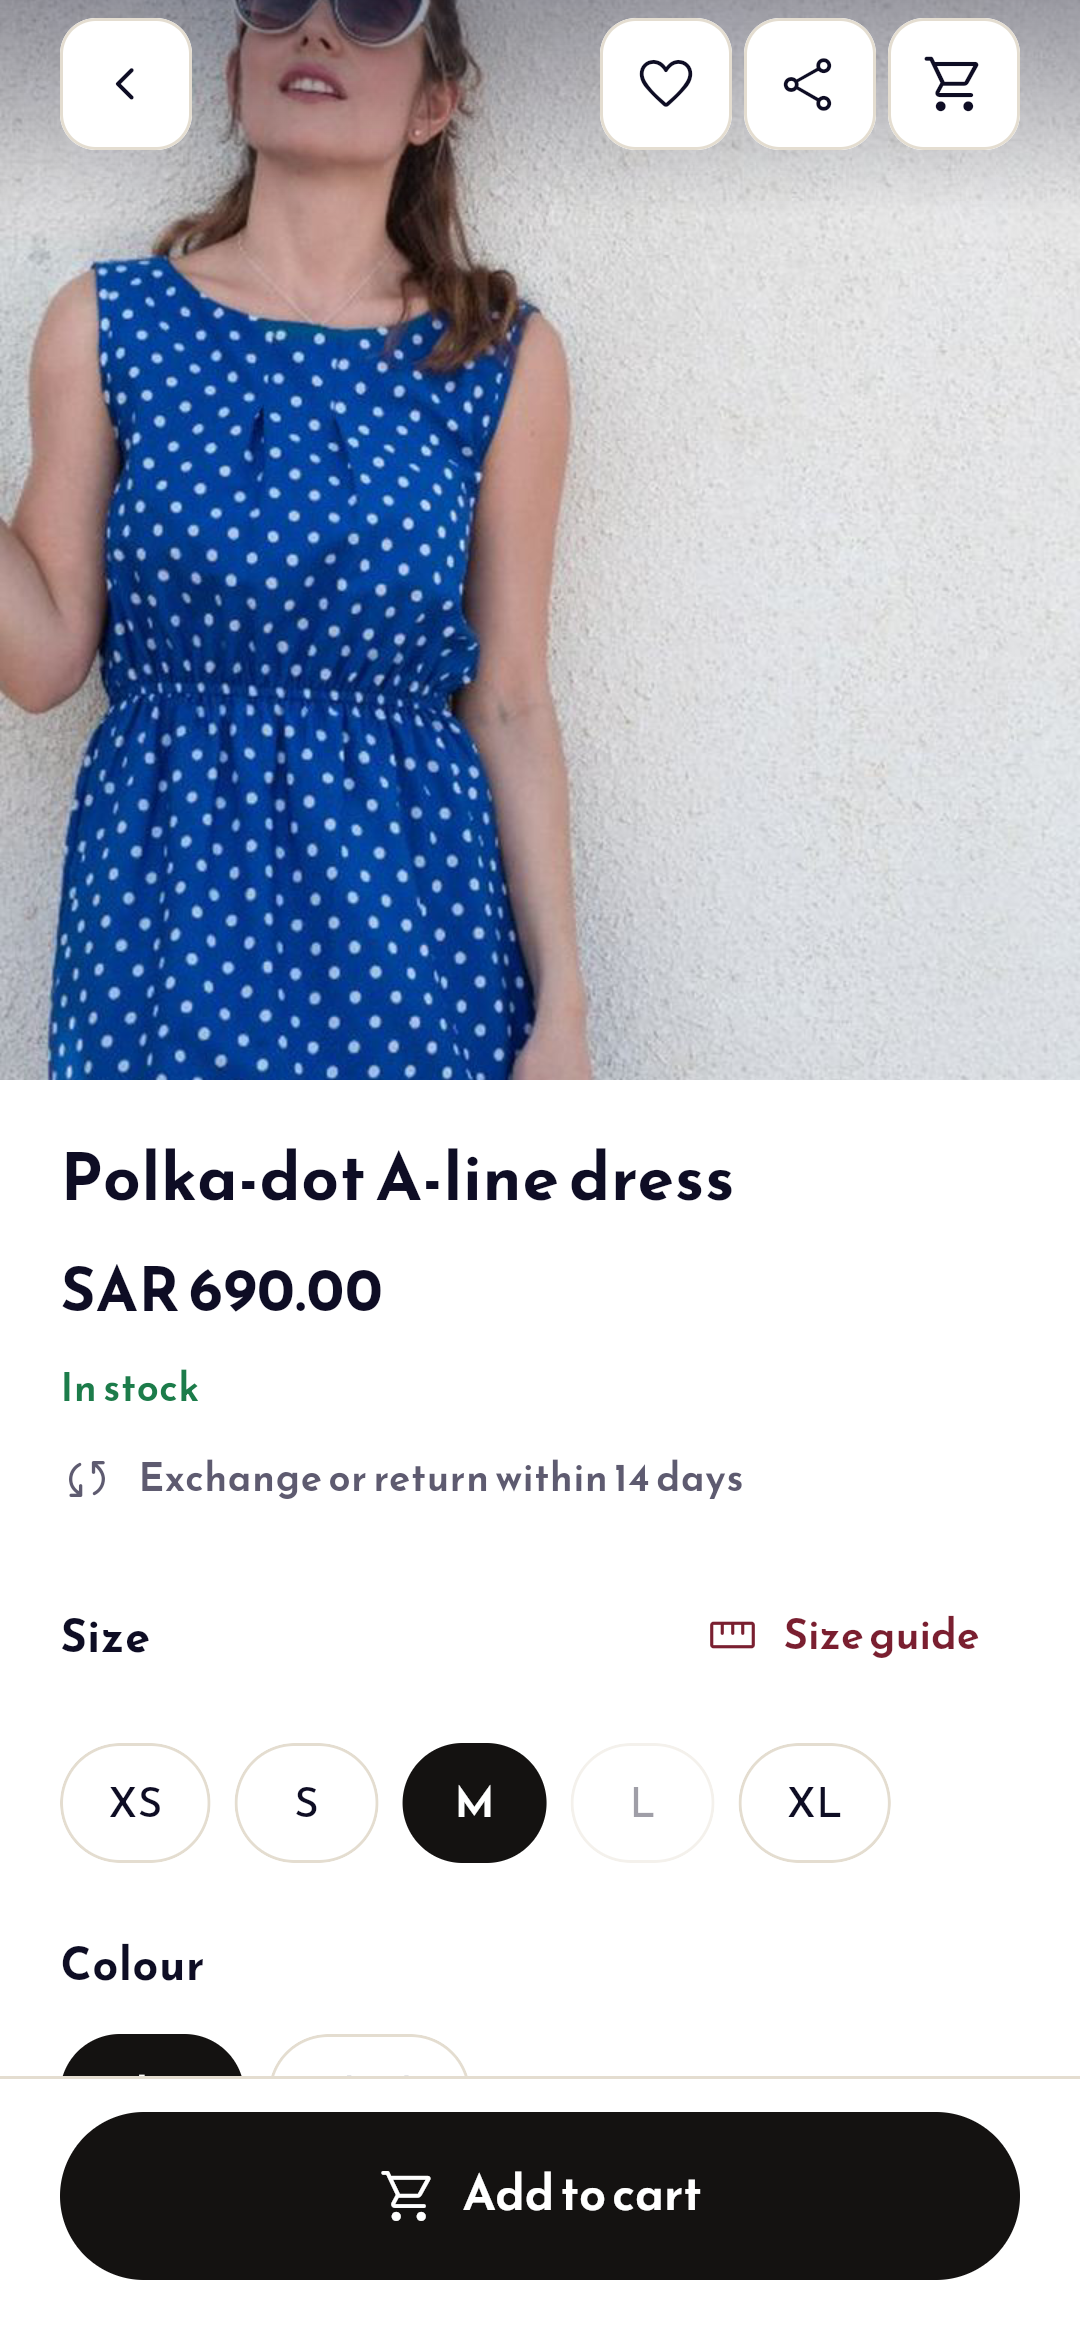 Polka-dot A-line dress
SAR 690.00
In stock
Exchange or return within 14 days
Size
Size guide
XS
S
M
L
XL
Colour
Add to cart